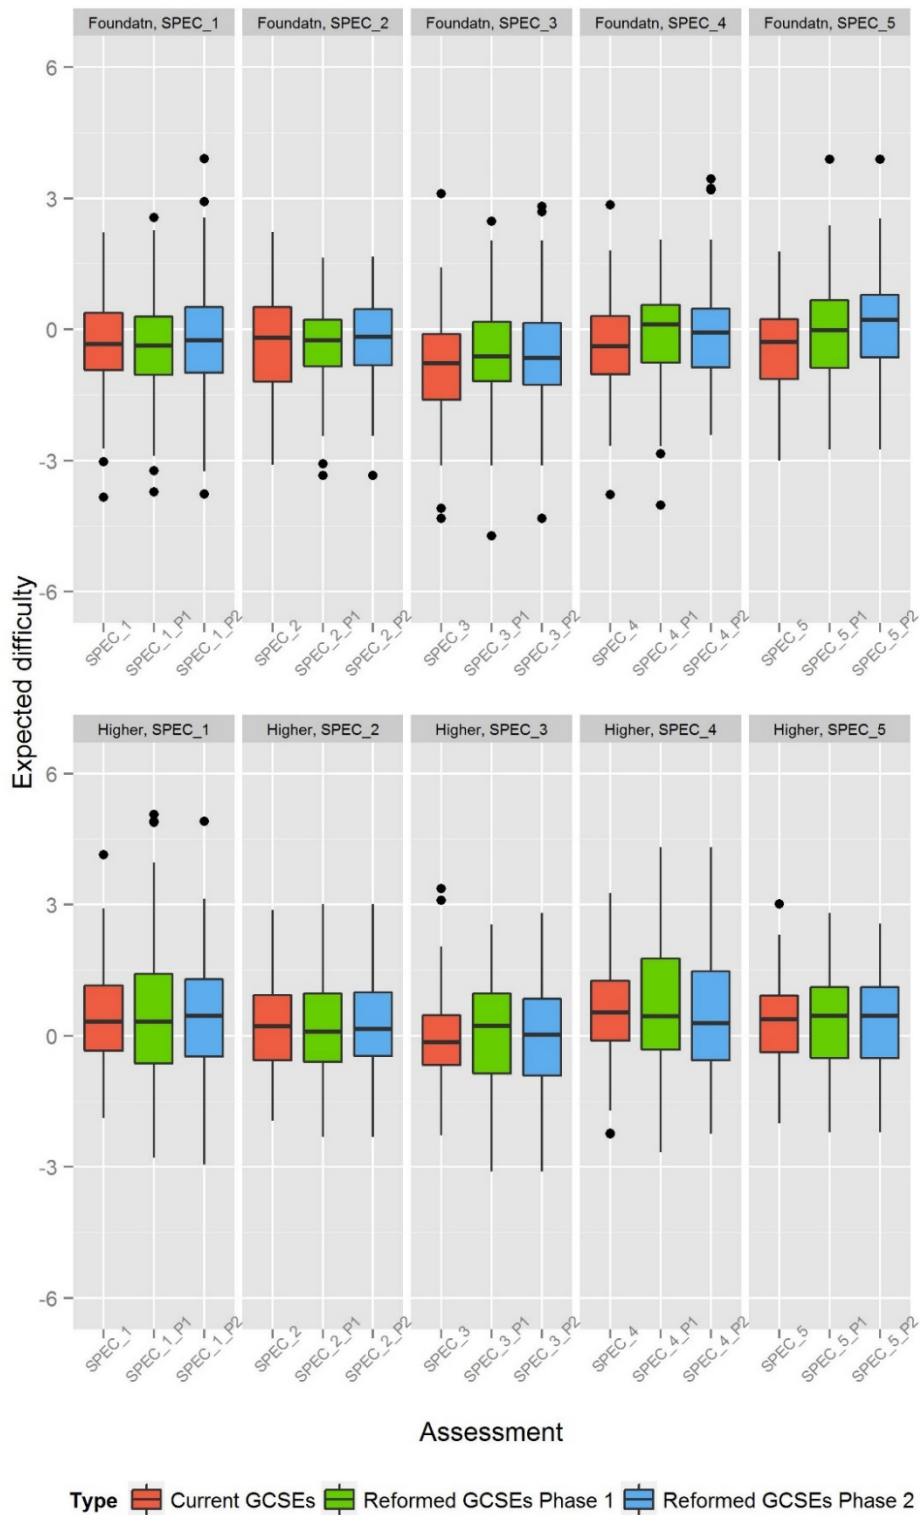 Foundatn, SPEC_1 Foundatn, SPEC_2 Foundatn, SPEC_3 Foundatn, SPEC_4 Foundatn, SPEC_5
6
3
0
-3
-6
SPEC_1 SPEC_1_P1 SPEC_1_P2 SPEC_2 SPEC_2_P1 SPEC_2_P2 SPEC_3 SPEC_3_P1 SPEC_3_P2 SPEC_4 SPEC_4_P1 SPEC_4_P2 SPEC_5 SPEC_5_P1 SPEC_5_P2
Expected difficulty
Higher, SPEC_1 Higher, SPEC_2 Higher, SPEC_3 Higher, SPEC_4 Higher, SPEC_5
6
3
0
-3
-6
SPEC_1 SPEC_1_P1 SPEC_1_P2 SPEC_2 SPEC_2_P1 SPEC_2_P2 SPEC_3 SPEC_3_P1 SPEC_3_P2 SPEC_4 SPEC_4_P1 SPEC_4_P2 SPEC_5 SPEC_5_P1 SPEC_5_P2
Assessment
Type Current GCSEs Reformed GCSEs Phase 1 Reformed GCSEs Phase 2